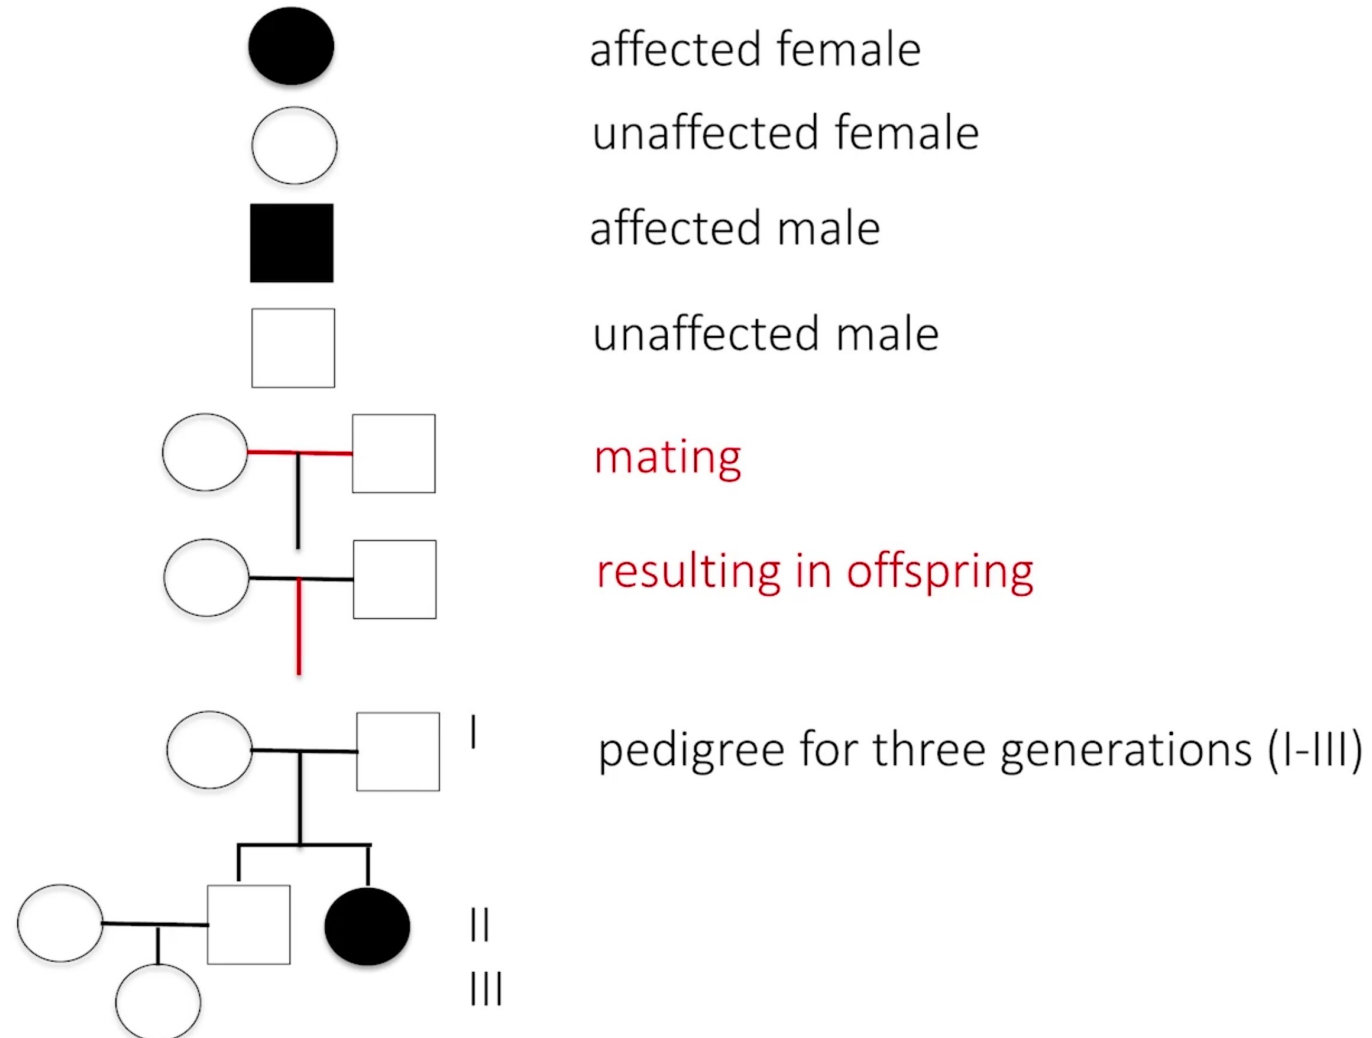 affected female
unaffected female
affected male
unaffected male
mating
resulting in offspring
I
pedigree for three generations (I-III)
II
III